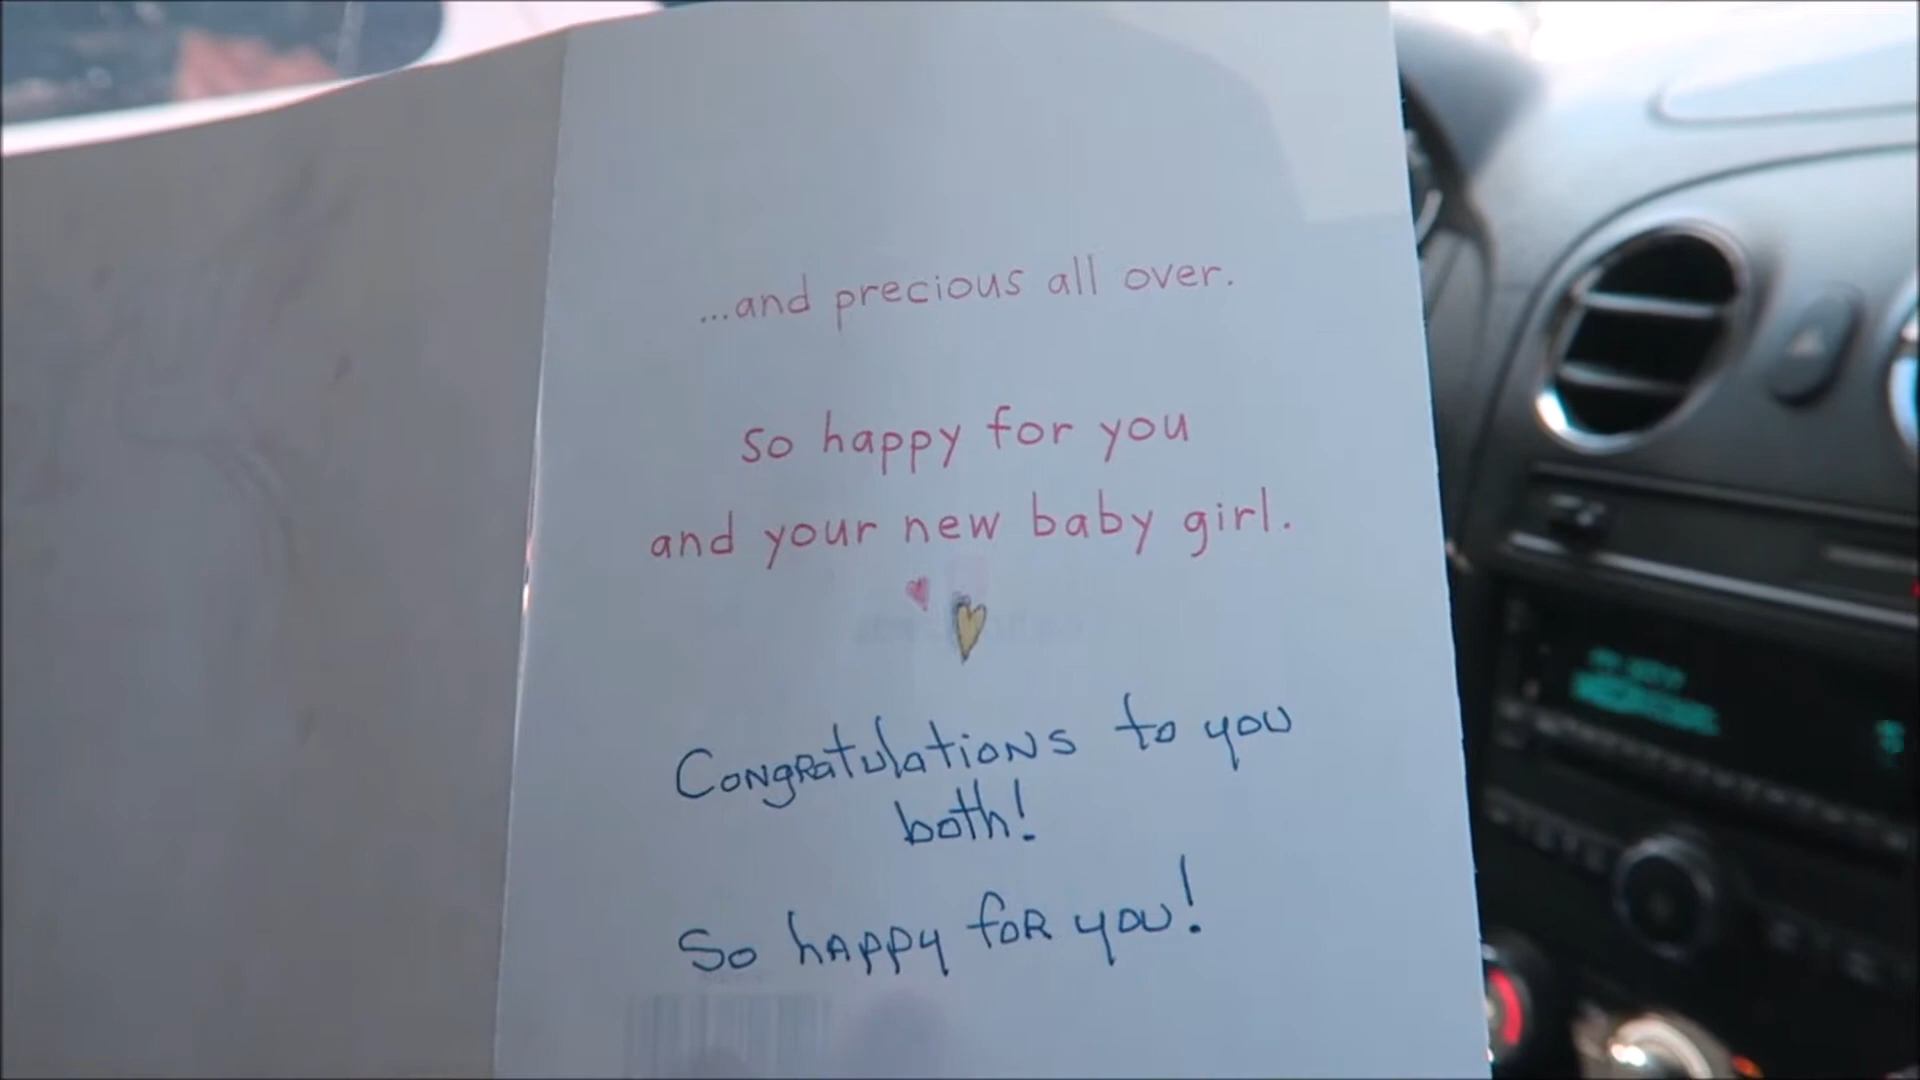 ...and precious all over.
so happy for you
and your new baby girl.
Congratulations to you
both!
So happy for you!